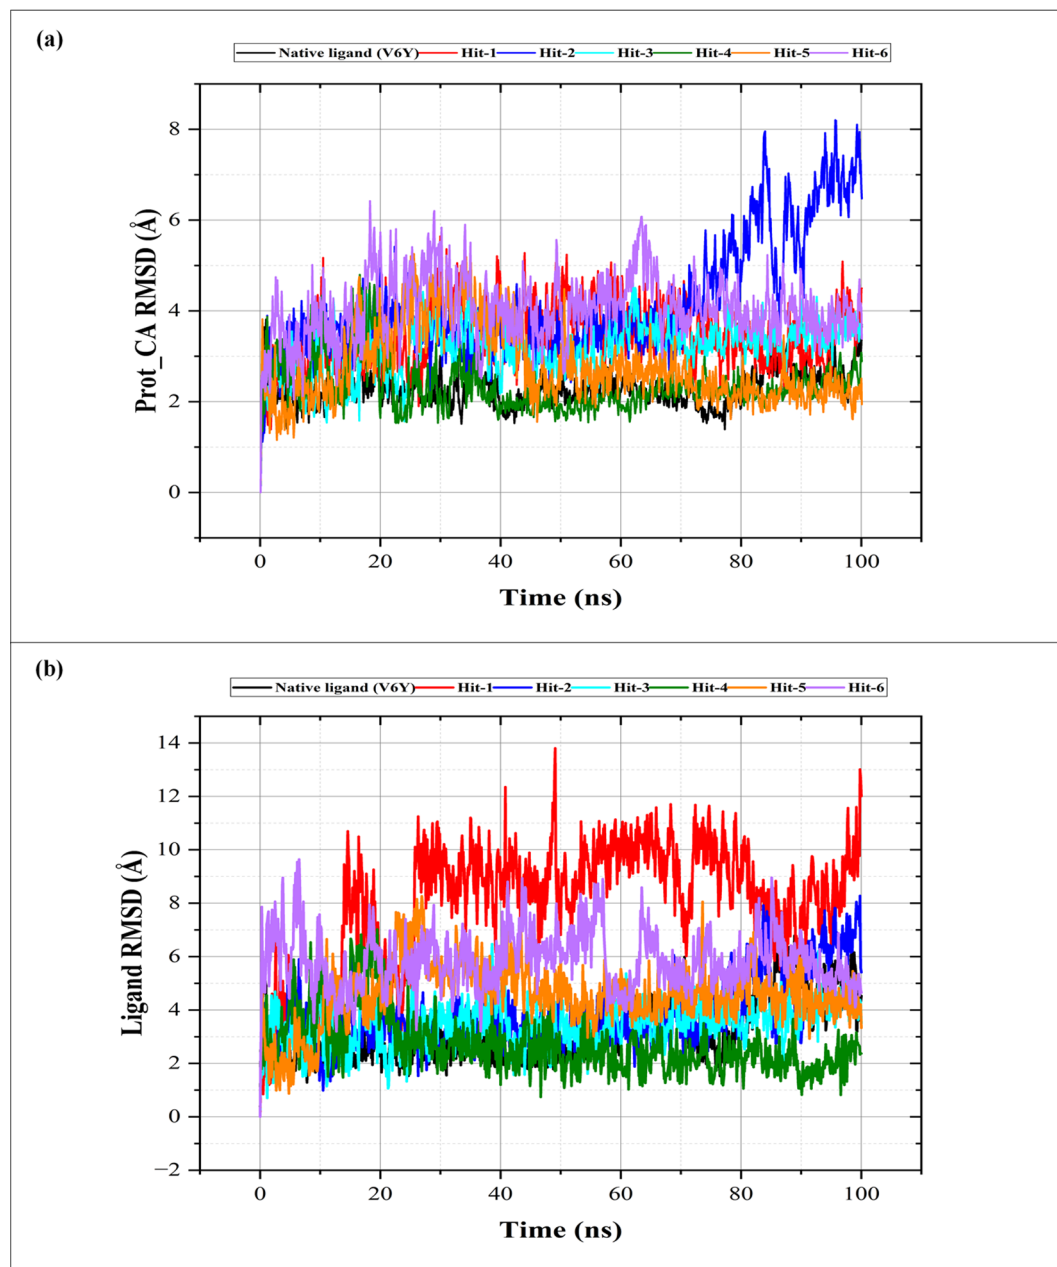 (a)
Native ligand (V6Y) Hit-1 Hit-2 Hit-3 Hit-4 Hit-5 Hit-6
8
6
4
2
0
Prot_CA RMSD (Å)
0 20 40 60 80 100
Time (ns)
(b)
Native ligand (V6Y) Hit-1 Hit-2 Hit-3 Hit-4 Hit-5 Hit-6
14
12
10
8
6
4
2
0
−2
Ligand RMSD (Å)
0 20 40 60 80 100
Time (ns)